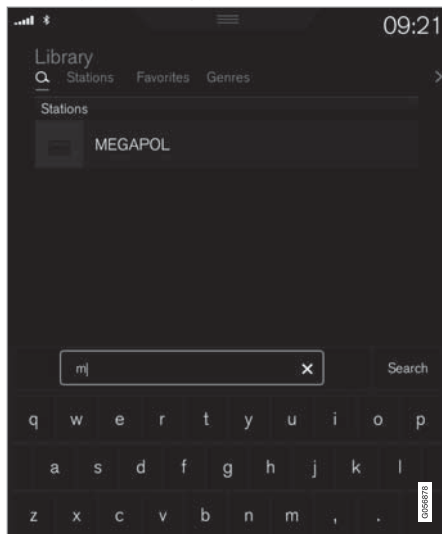 09:21
Library
Stations Favorites Genres
Stations
MEGAPOL
m
Search
q w e r t y u i o p
a s d f g h j k l
z x c v b n m , .
G056878